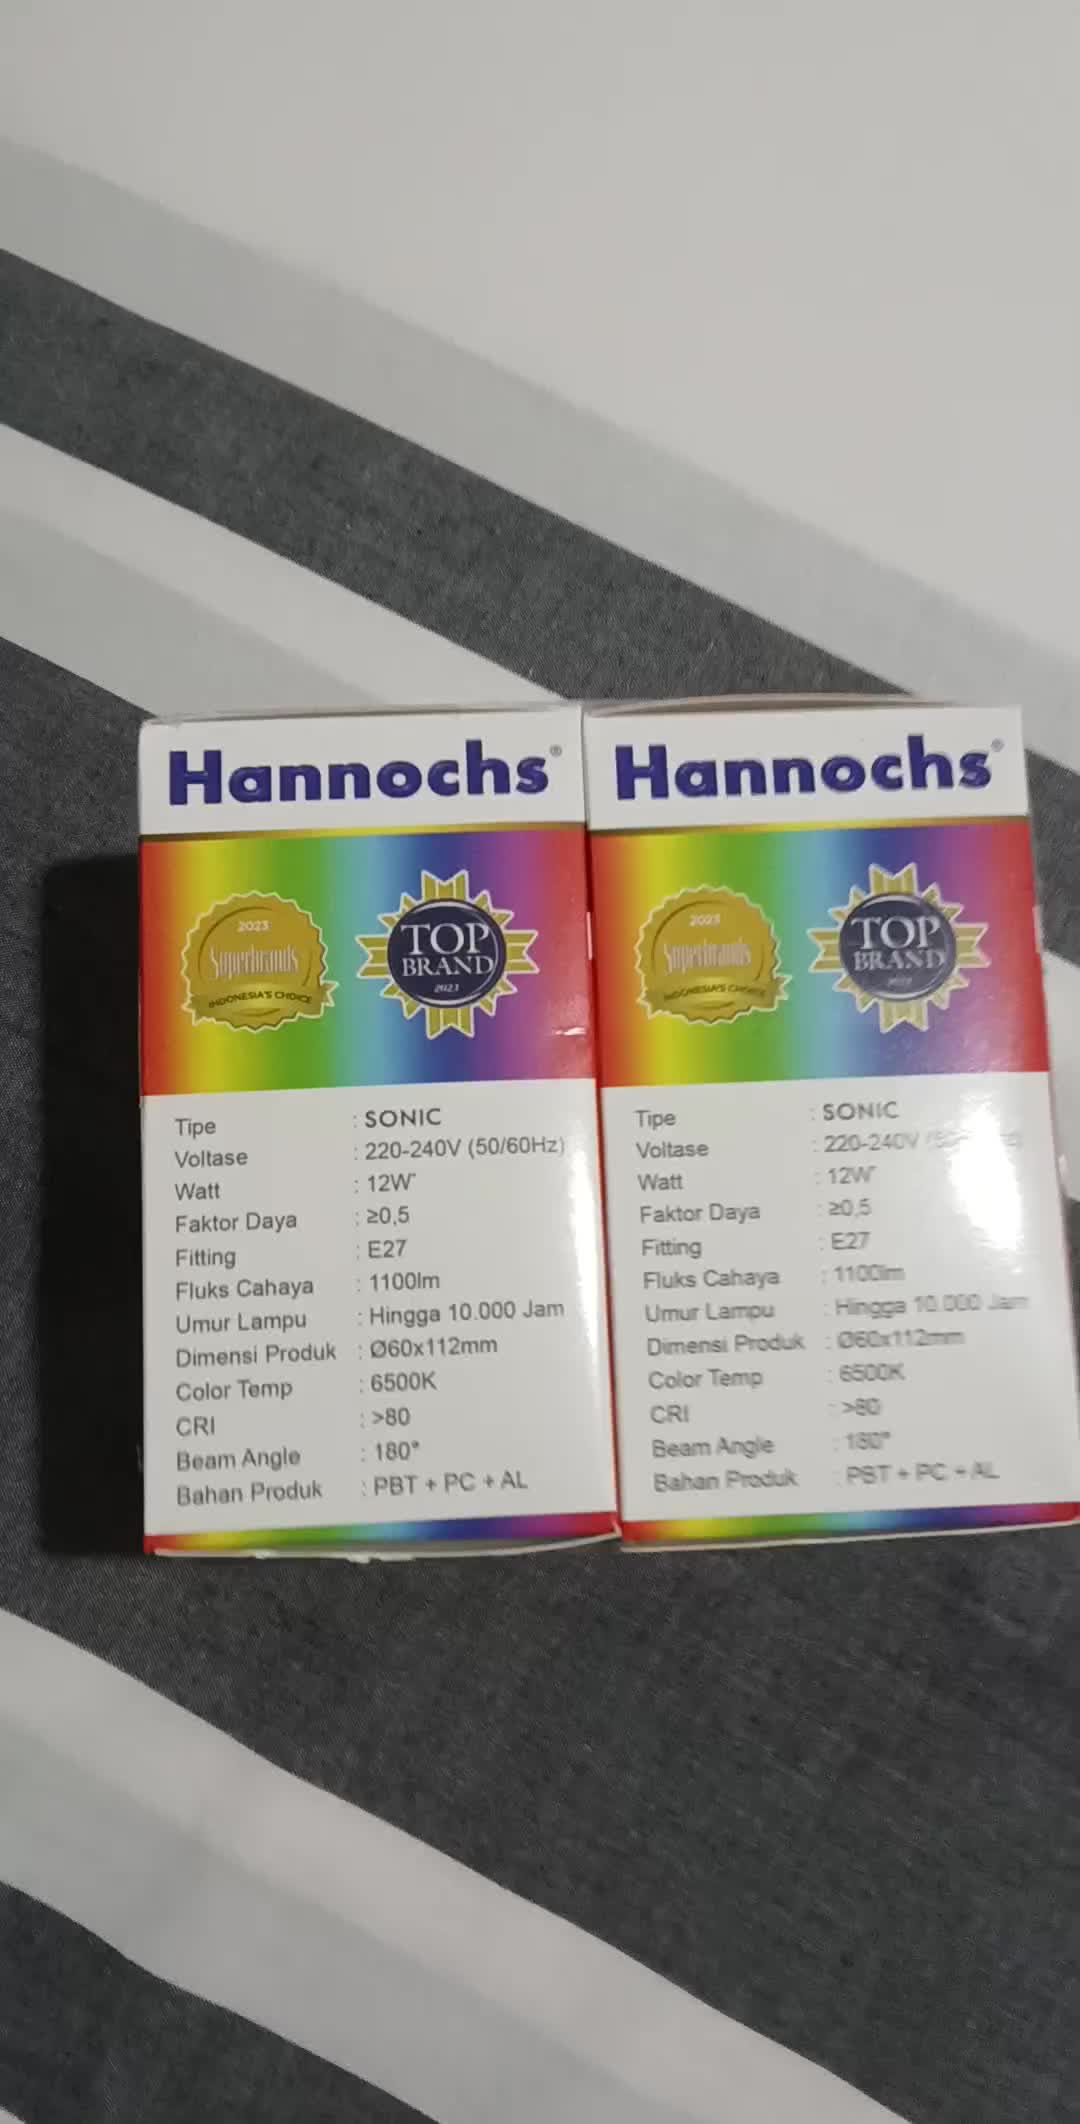 Hannochs®
2023
Superbrands
INDONESIA'S CHOICE
TOP
BRAND
2023
Tipe : SONIC
Voltase : 220-240V (50/60Hz)
Watt : 12W*
Faktor Daya : ≥0,5
Fitting : E27
Fluks Cahaya : 1100lm
Umur Lampu : Hingga 10.000 Jam
Dimensi Produk : Ø60x112mm
Color Temp : 6500K
CRI : >80
Beam Angle : 180°
Bahan Produk : PBT + PC + AL
Hannochs®
2023
Superbrands
INDONESIA'S CHOICE
TOP
BRAND
2023
Tipe : SONIC
Voltase : 220-240V
Watt : 12W*
Faktor Daya : ≥0,5
Fitting : E27
Fluks Cahaya : 1100lm
Umur Lampu : Hingga 10.000 Jam
Dimensi Produk : Ø60x112mm
Color Temp : 6500K
CRI : >80
Beam Angle : 180°
Bahan Produk : PBT + PC + AL